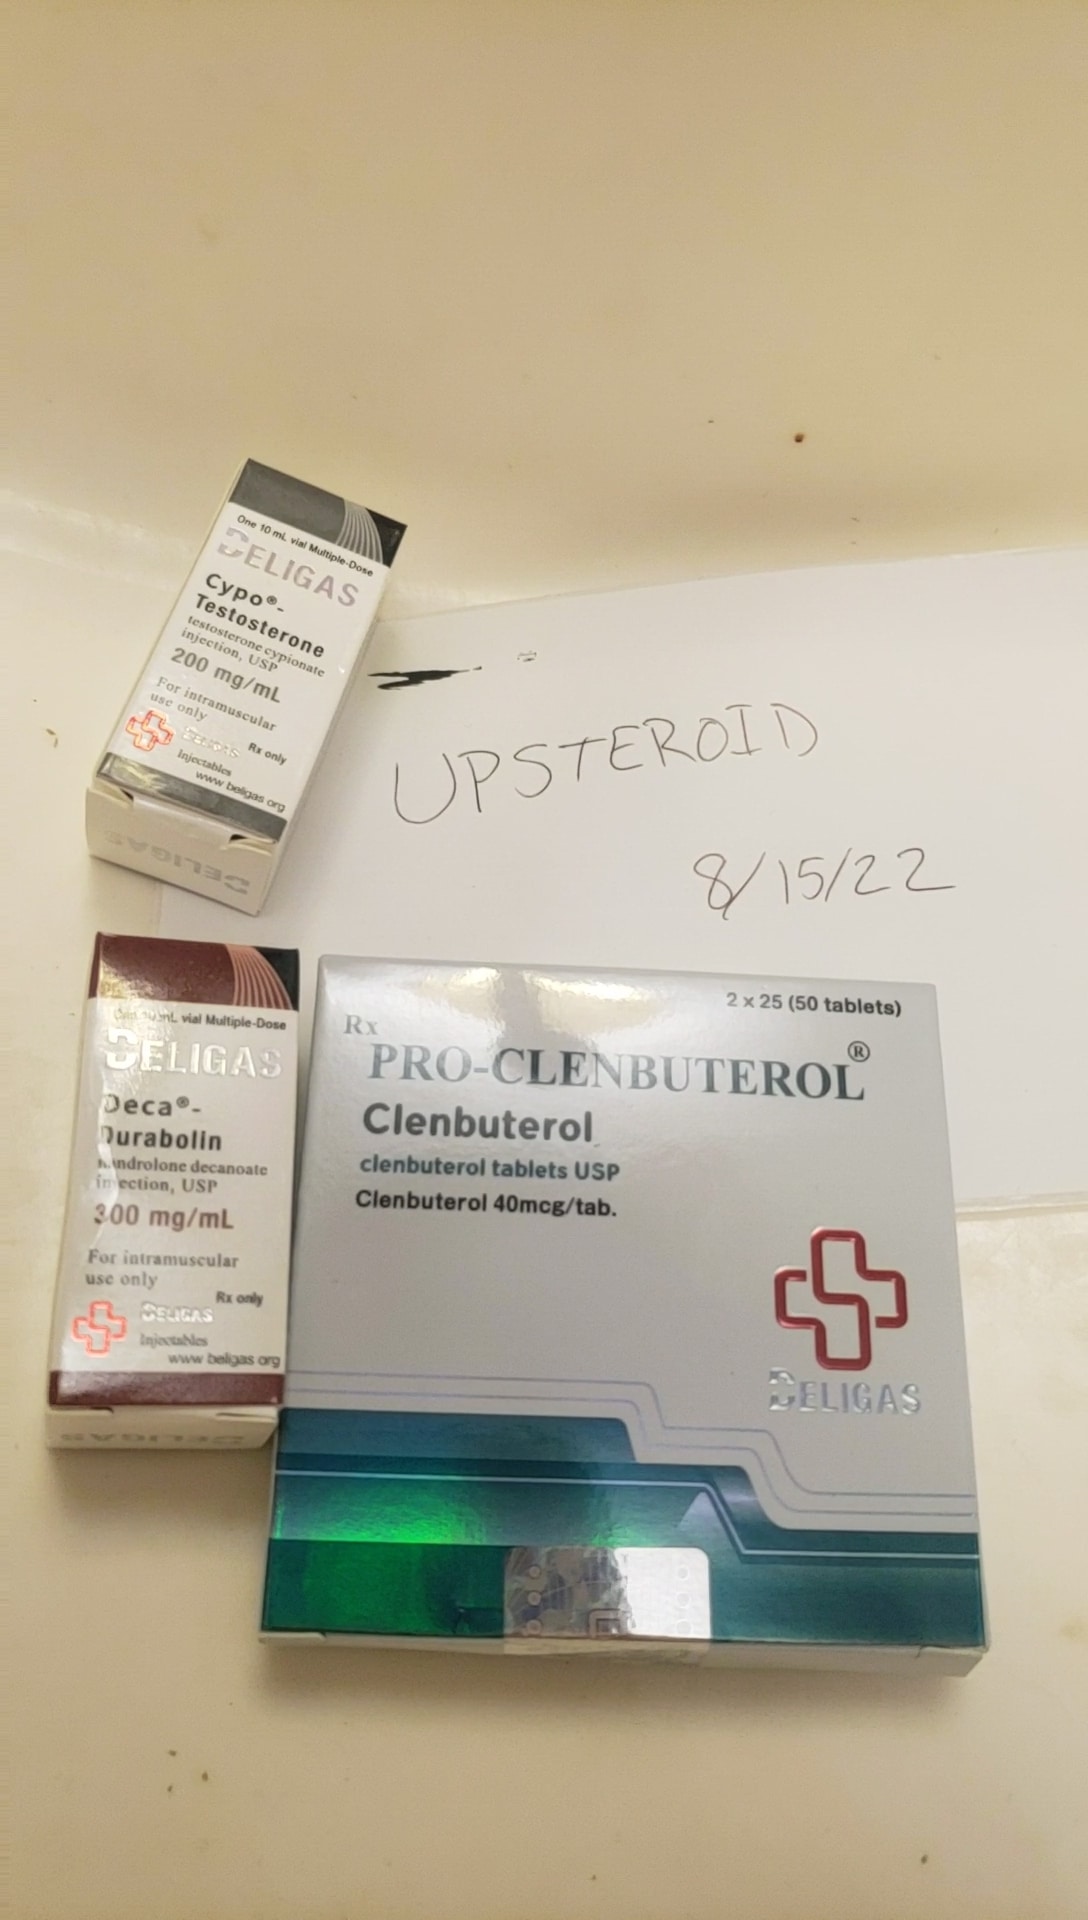 One 10 mL vial Multiple-Dose
BELIGAS
Cypo®-
Testosterone
testosterone cypionate
injection, USP
200 mg/mL
For intramuscular
use only
Rx only
BELIGAS
Injectables
www beligas org
BELIGAS
UPSTEROID
8/15/22
vial Multiple-Dose
BELIGAS
Deca®-
Durabolin
nandrolone decanoate
injection, USP
300 mg/mL
For intramuscular
use only
Rx only
BELIGAS
Injectables
www beligas org
BELIGAS
2 x 25 (50 tablets)
Rx
PRO-CLENBUTEROL®
Clenbuterol
clenbuterol tablets USP
Clenbuterol 40mcg/tab.
BELIGAS